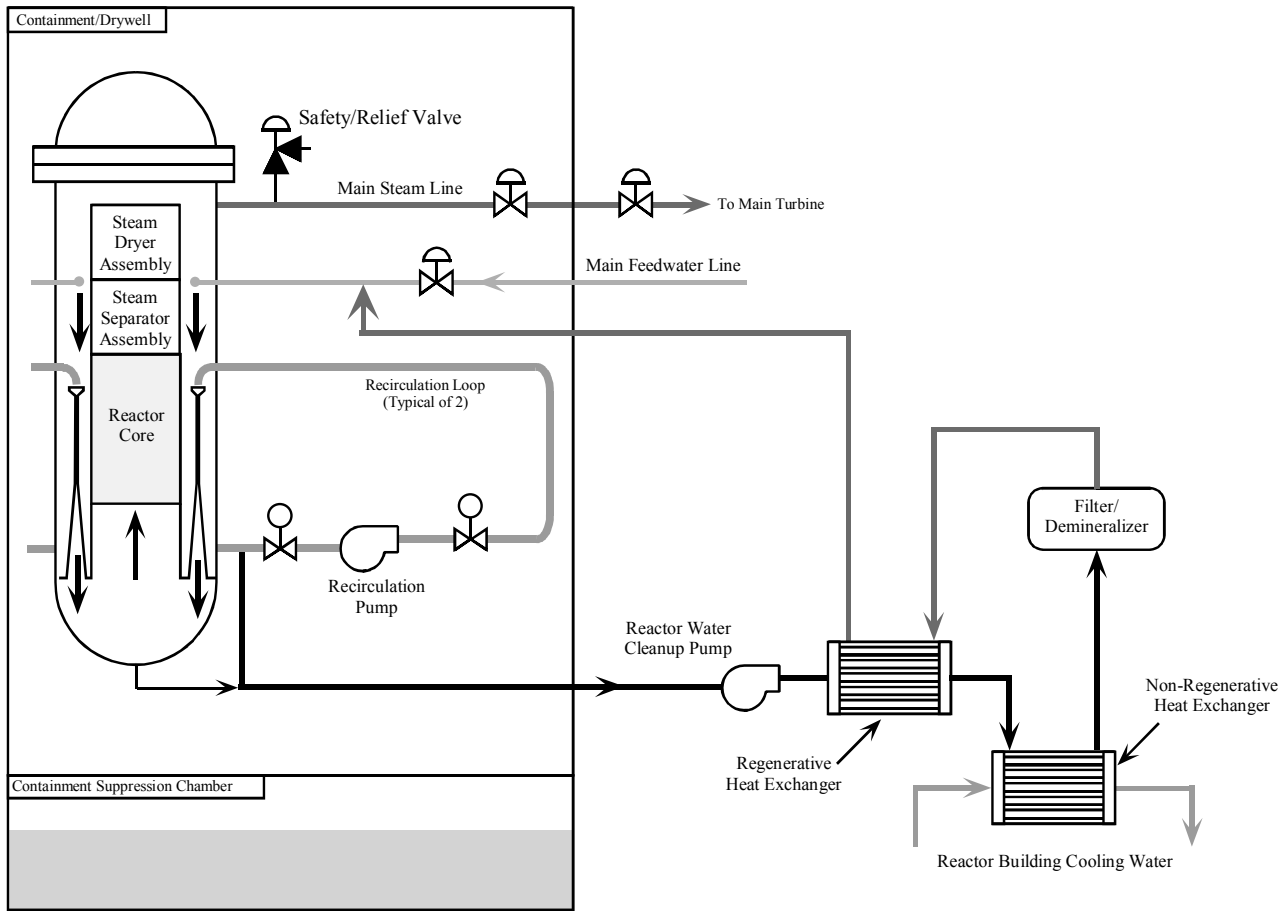 Containment/Drywell
Safety/Relief Valve
Main Steam Line
To Main Turbine
Steam
Dryer
Assembly
Main Feedwater Line
Steam
Separator
Assembly
Recirculation Loop
(Typical of 2)
Reactor
Core
Filter/
Demineralizer
Recirculation
Pump
Reactor Water
Cleanup Pump
Non-Regenerative
Heat Exchanger
Regenerative
Heat Exchanger
Containment Suppression Chamber
Reactor Building Cooling Water